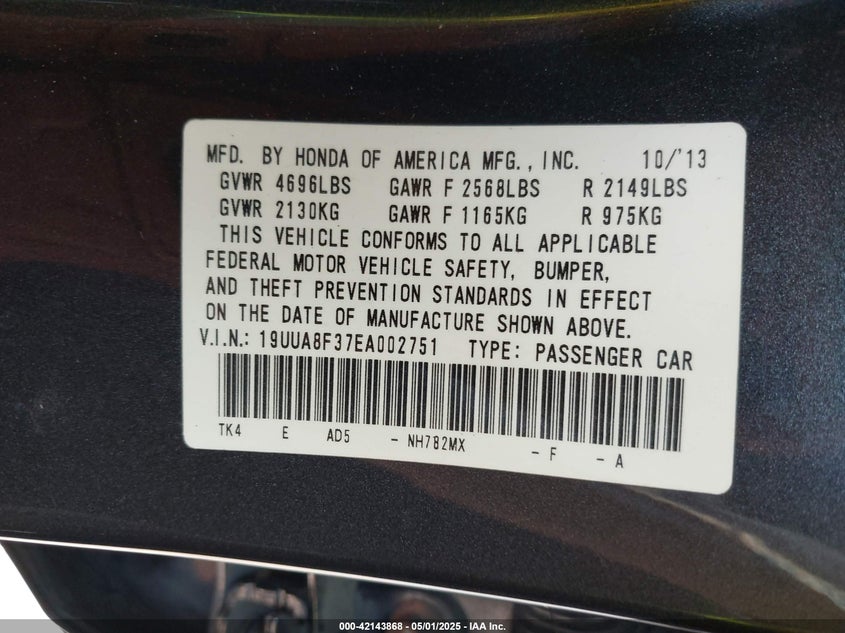 MFD. BY HONDA OF AMERICA MFG., INC. 10/'13
GVWR 4696LBS GAWR F 2568LBS R 2149LBS
GVWR 2130KG GAWR F 1165KG R 975KG
THIS VEHICLE CONFORMS TO ALL APPLICABLE
FEDERAL MOTOR VEHICLE SAFETY, BUMPER,
AND THEFT PREVENTION STANDARDS IN EFFECT
ON THE DATE OF MANUFACTURE SHOWN ABOVE.
V.I.N.: 19UUA8F37EA002751 TYPE: PASSENGER CAR
TK4 E AD5 - NH782MX - F - A
000-42143868 - 05/01/2025 - IAA Inc.